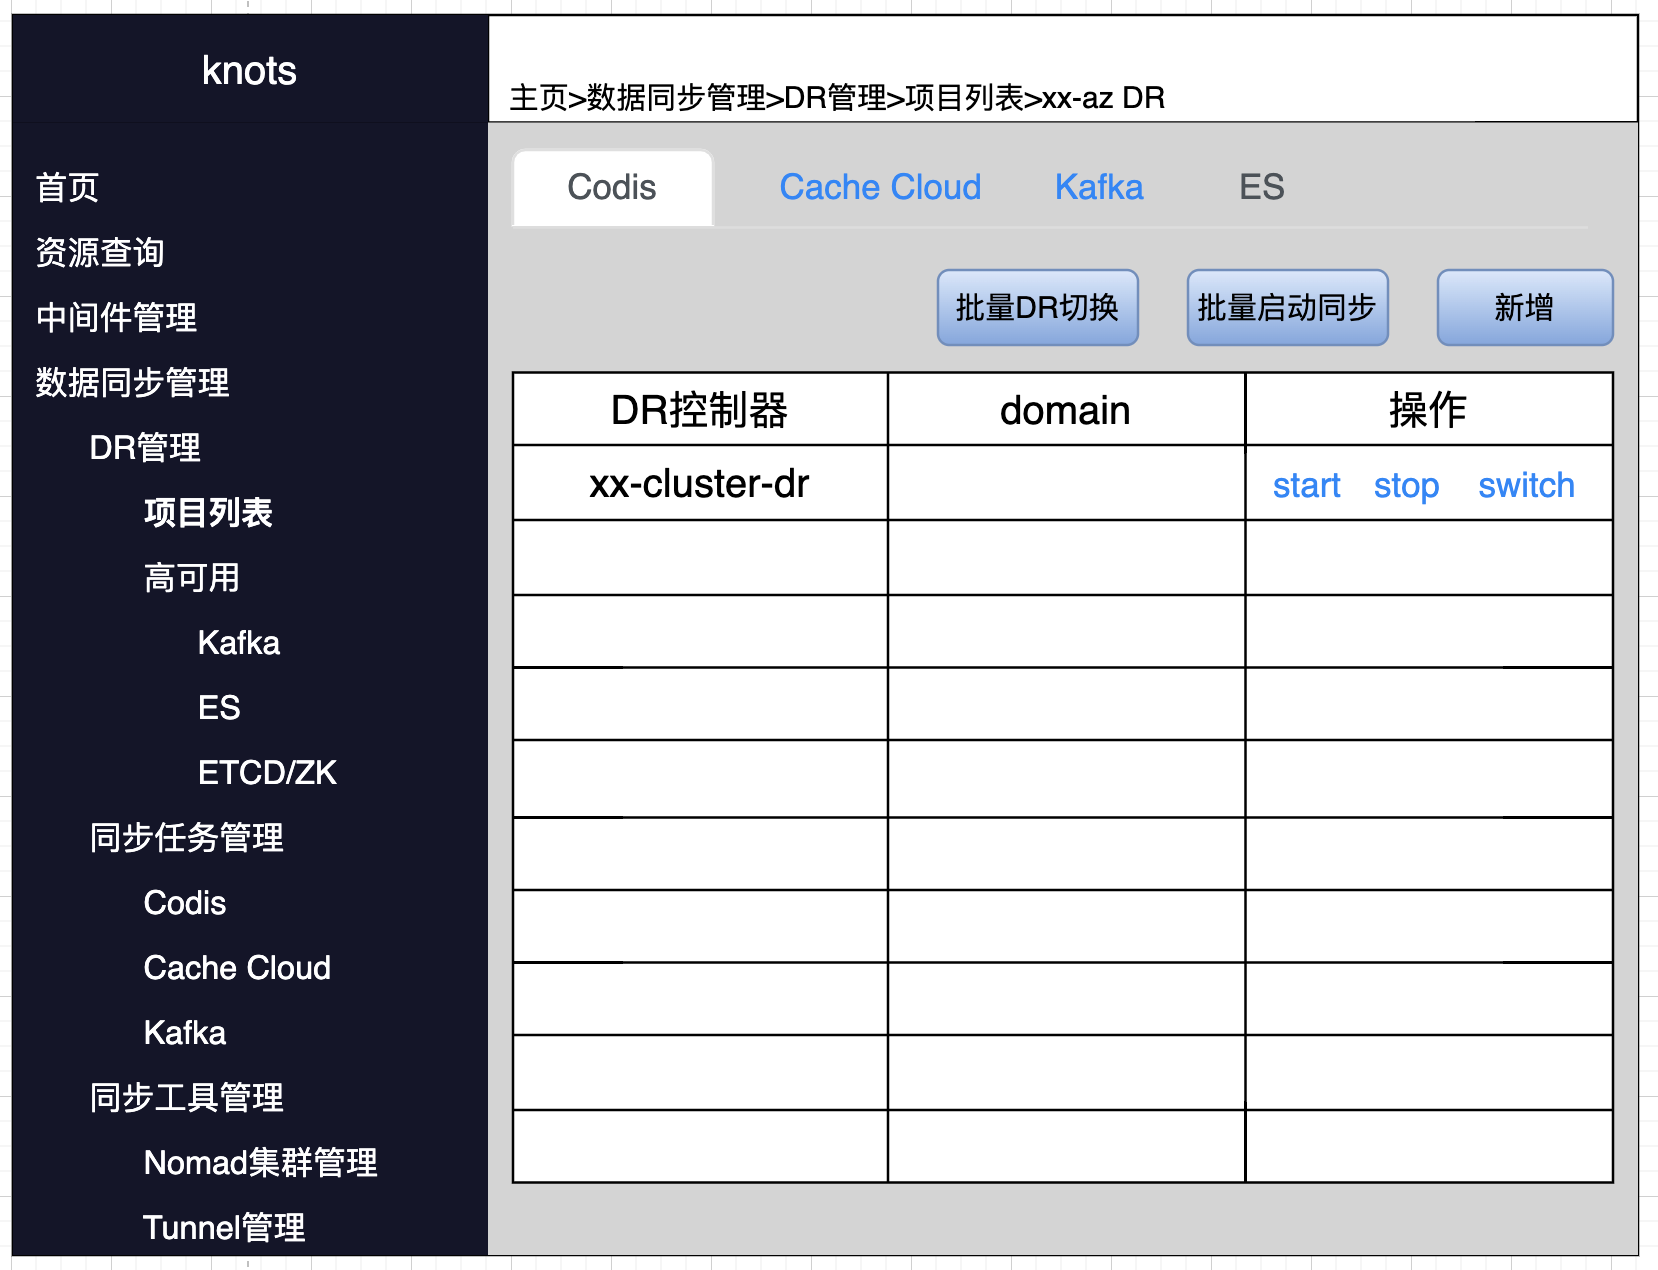 knots
主页>数据同步管理>DR管理>项目列表>xx-az DR
首页
资源查询
中间件管理
数据同步管理
DR管理
项目列表
高可用
Kafka
ES
ETCD/ZK
同步任务管理
Codis
Cache Cloud
Kafka
同步工具管理
Nomad集群管理
Tunnel管理
Codis Cache Cloud Kafka ES
批量DR切换 批量启动同步 新增
DR控制器 domain 操作
xx-cluster-dr start stop switch